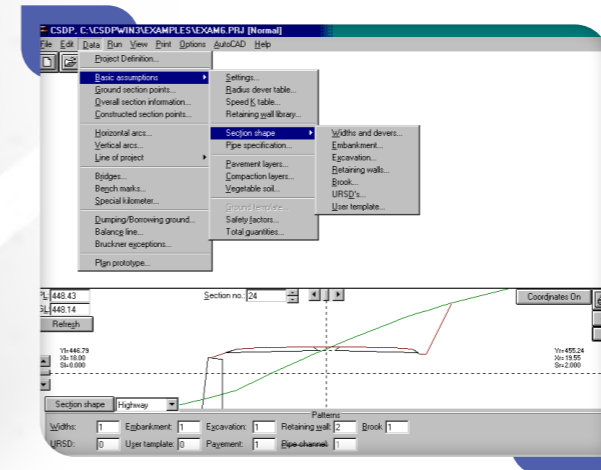 CSDP. C:\CSDPWIN3\EXAMPLES\EXAM6.PRJ [Normal]
File Edit Data Run View Print Options AutoCAD Help
Project Definition...
Basic assumptions
Ground section points...
Overall section information...
Constructed section points...
Horizontal arcs...
Vertical arcs...
Line of project
Bridges...
Bench marks...
Special kilometer...
Dumping/Borrowing ground...
Balance line...
Bruckner exceptions...
Plan prototype...
Settings...
Radius dever table...
Speed K table...
Retaining wall library...
Section shape
Pipe specification...
Pavement layers...
Compaction layers...
Vegetable soil...
Ground template...
Safety factors...
Total quantities...
Widths and devers...
Embankment...
Excavation...
Retaining walls...
Brook...
URSD's...
User template...
PL: 448.43
Section no.: 24
Coordinates On
GL: 448.14
Refresh
Yl=446.79
Xl=18.00
Sl=0.000
Yr=455.24
Xr=19.55
Sr=2.000
Section shape
Highway
Patterns
Widths: 1 Embankment: 1 Excavation: 1 Retaining wall: 2 Brook 1
URSD: 0 User template: 0 Pavement: 1 Pipe channel: 1